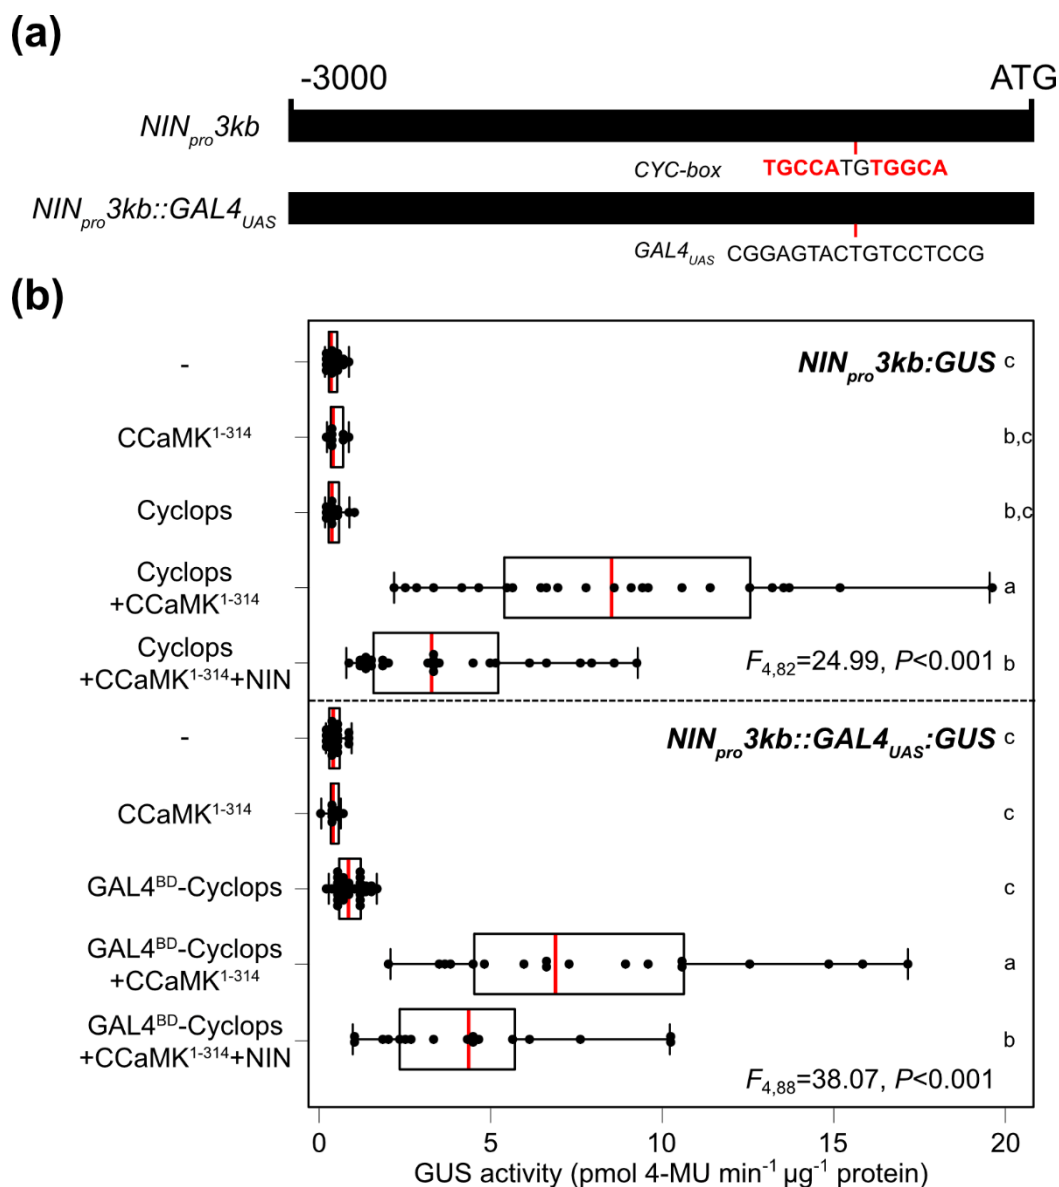 (a)
-3000 ATG
NINpro3kb
CYC-box TGCCATGTGGCA
NINpro3kb::GAL4UAS
GAL4UAS CGGAGTACTGTCCTCCG
(b)
- NINpro3kb:GUS c
CCaMK1-314 b,c
Cyclops b,c
Cyclops
+CCaMK1-314 a
Cyclops
+CCaMK1-314+NIN F4,82=24.99, P<0.001 b
- NINpro3kb::GAL4UAS:GUS c
CCaMK1-314 c
GAL4BD-Cyclops c
GAL4BD-Cyclops
+CCaMK1-314 a
GAL4BD-Cyclops
+CCaMK1-314+NIN b
F4,88=38.07, P<0.001
0 5 10 15 20
GUS activity (pmol 4-MU min-1 µg-1 protein)